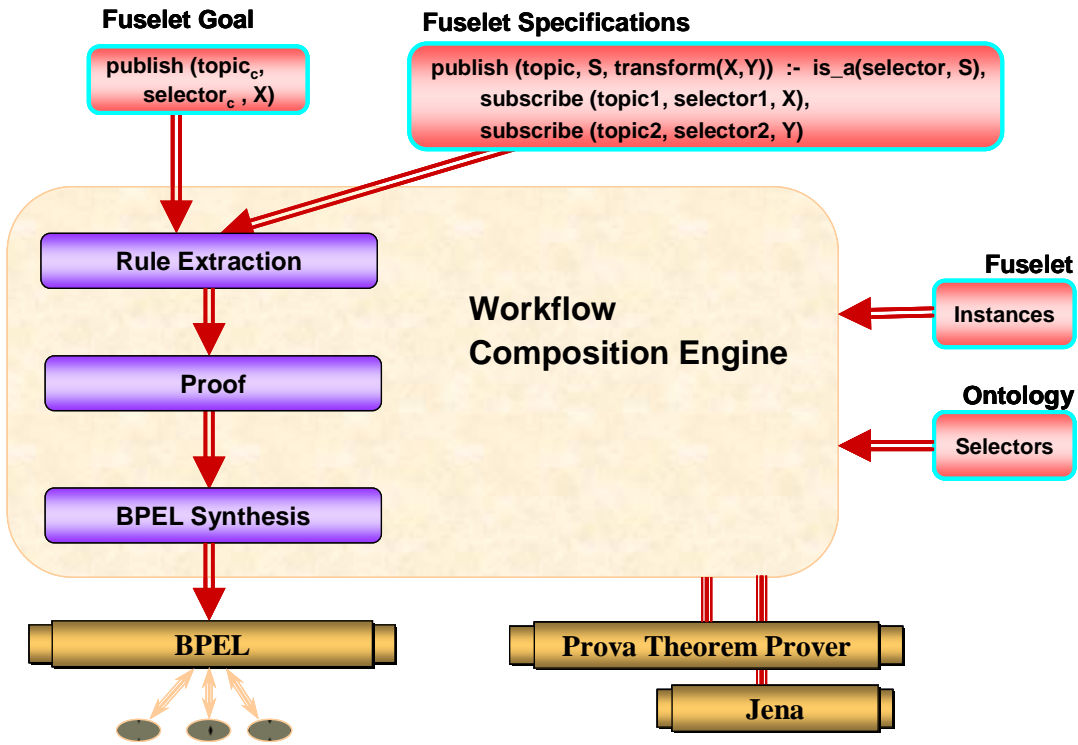 Fuselet Goal
Fuselet Specifications
publish (topicc,
selectorc , X)
publish (topic, S, transform(X,Y)) :- is_a(selector, S),
subscribe (topic1, selector1, X),
subscribe (topic2, selector2, Y)
Rule Extraction
Workflow
Composition Engine
Fuselet
Instances
Proof
Ontology
Selectors
BPEL Synthesis
BPEL
Prova Theorem Prover
Jena